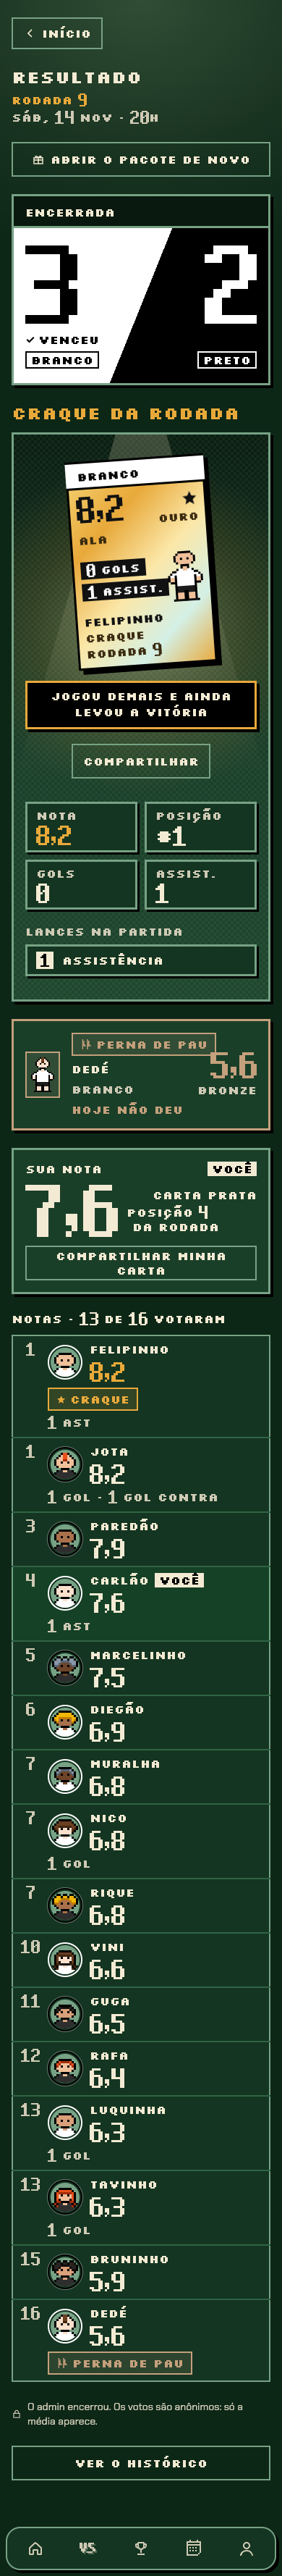 INÍCIO
RESULTADO
RODADA 9
SÁB, 14 NOV · 20H
ABRIR O PACOTE DE NOVO
ENCERRADA
3 2
VENCEU
BRANCO PRETO
CRAQUE DA RODADA
BRANCO
8,2
OURO
ALA
0 GOLS
1 ASSIST.
FELIPINHO
CRAQUE
RODADA 9
JOGOU DEMAIS E AINDA
LEVOU A VITÓRIA
COMPARTILHAR
NOTA POSIÇÃO
8,2 #1
GOLS ASSIST.
0 1
LANCES NA PARTIDA
1 ASSISTÊNCIA
PERNA DE PAU
5,6
DEDÉ
BRANCO BRONZE
HOJE NÃO DEU
SUA NOTA VOCÊ
7,6 CARTA PRATA
POSIÇÃO 4
DA RODADA
COMPARTILHAR MINHA
CARTA
NOTAS · 13 DE 16 VOTARAM
1 FELIPINHO
8,2
CRAQUE
1 AST
1 JOTA
8,2
1 GOL · 1 GOL CONTRA
3 PAREDÃO
7,9
4 CARLÃO VOCÊ
7,6
1 AST
5 MARCELINHO
7,5
6 DIEGÃO
6,9
7 MURALHA
6,8
7 NICO
6,8
1 GOL
7 RIQUE
6,8
10 VINI
6,6
11 GUGA
6,5
12 RAFA
6,4
13 LUQUINHA
6,3
1 GOL
13 TAVINHO
6,3
1 GOL
15 BRUNINHO
5,9
16 DEDÉ
5,6
PERNA DE PAU
O admin encerrou. Os votos são anônimos: só a
média aparece.
VER O HISTÓRICO
VS